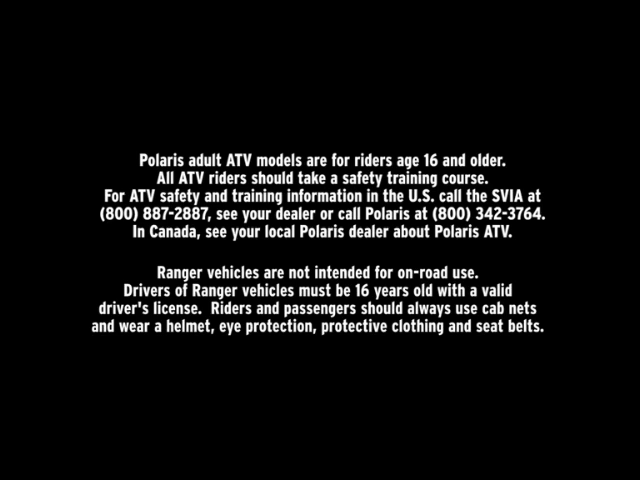 Polaris adult ATV models are for riders age 16 and older.
All ATV riders should take a safety training course.
For ATV safety and training information in the U.S. call the SVIA at
(800) 887-2887, see your dealer or call Polaris at (800) 342-3764.
In Canada, see your local Polaris dealer about Polaris ATV.
Ranger vehicles are not intended for on-road use.
Drivers of Ranger vehicles must be 16 years old with a valid
driver's license. Riders and passengers should always use cab nets
and wear a helmet, eye protection, protective clothing and seat belts.